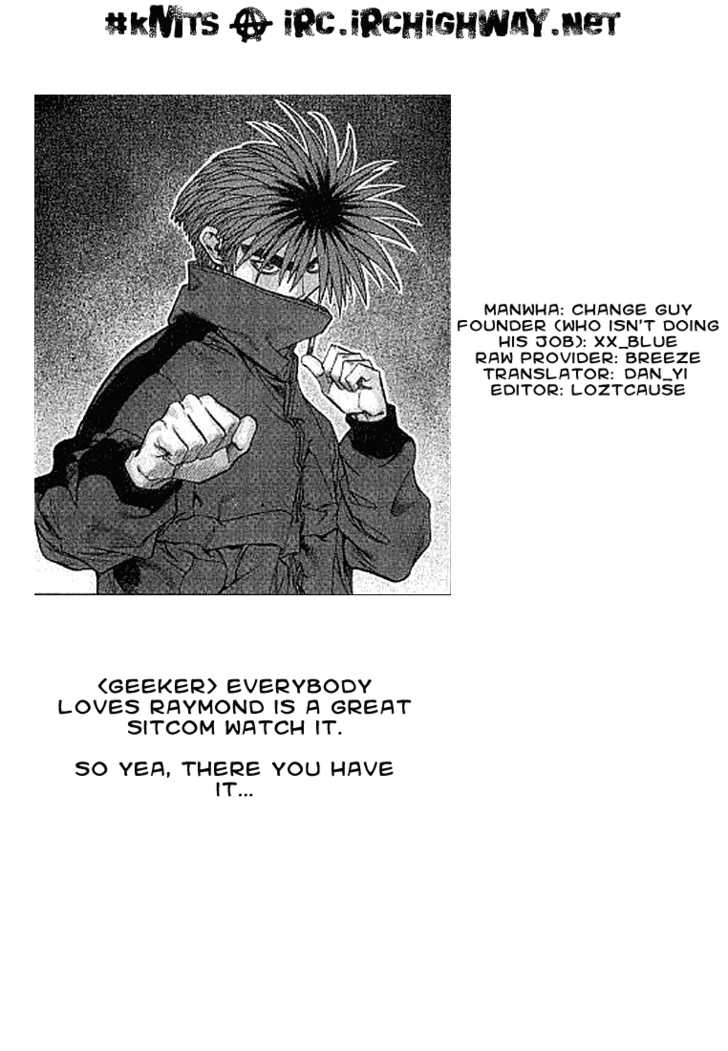 #KMTS @ IRC.IRCHIGHWAY.NET
MANWHA: CHANGE GUY
FOUNDER (WHO ISN'T DOING
HIS JOB): XX_BLUE
RAW PROVIDER: BREEZE
TRANSLATOR: DAN_YI
EDITOR: LOZTCAUSE
<GEEKER> EVERYBODY
LOVES RAYMOND IS A GREAT
SITCOM WATCH IT.
SO YEA, THERE YOU HAVE
IT...